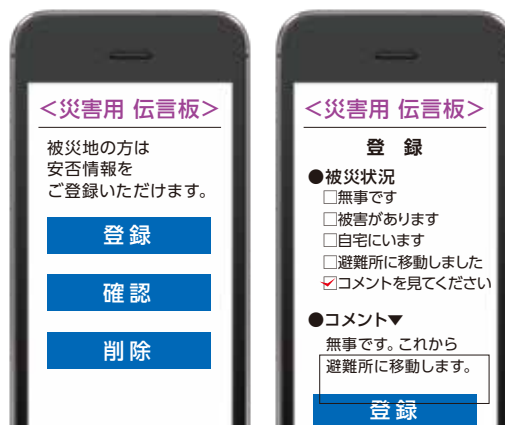 ＜災害用 伝言板＞
被災地の方は
安否情報を
ご登録いただけます。
登録
確認
削除
＜災害用 伝言板＞
登 録
●被災状況
□無事です
□被害があります
□自宅にいます
□避難所に移動しました
☑コメントを見てください
●コメント▼
無事です。これから
避難所に移動します。
登録